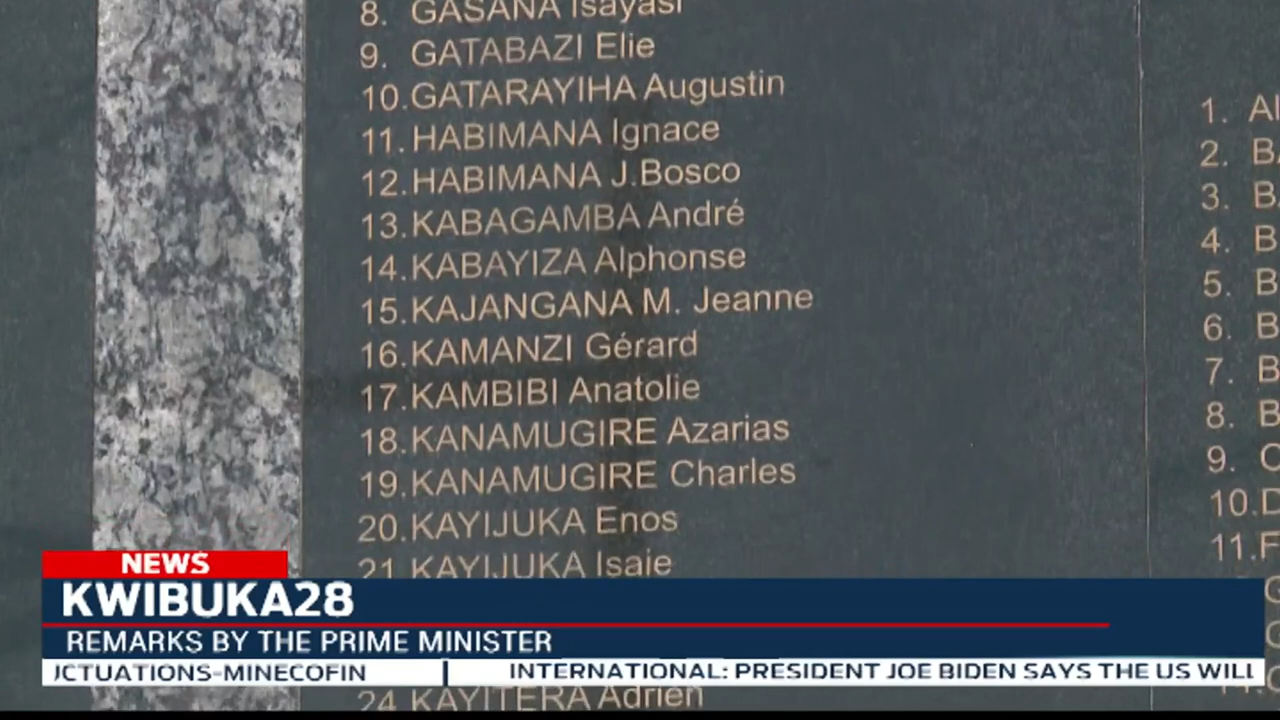 8. GASANA Isayasi
9. GATABAZI Elie
10.GATARAYIHA Augustin
11. HABIMANA Ignace
12.HABIMANA J.Bosco
13.KABAGAMBA André
14.KABAYIZA Alphonse
15.KAJANGANA M. Jeanne
16.KAMANZI Gérard
17.KAMBIBI Anatolie
18.KANAMUGIRE Azarias
19.KANAMUGIRE Charles
20.KAYIJUKA Enos
21 KAYIJUKA Isaie
24 KAYITERA Adrien
1.
2.
3.
4.
5.
6.
7.
8.
9.
10.
11.
NEWS
KWIBUKA28
REMARKS BY THE PRIME MINISTER
UCTUATIONS-MINECOFIN
INTERNATIONAL: PRESIDENT JOE BIDEN SAYS THE US WILL